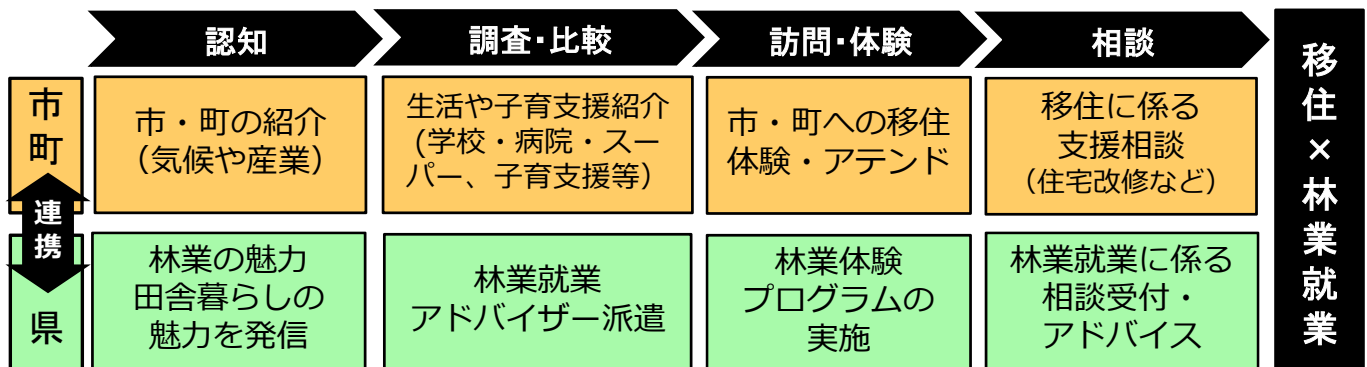 認知
調査・比較
訪問・体験
相談
市町
市・町の紹介
（気候や産業）
生活や子育支援紹介
(学校・病院・スー
パー、子育支援等）
市・町への移住
体験・アテンド
移住に係る
支援相談
（住宅改修など）
連携
県
林業の魅力
田舎暮らしの
魅力を発信
林業就業
アドバイザー派遣
林業体験
プログラムの
実施
林業就業に係る
相談受付・
アドバイス
移住×林業就業